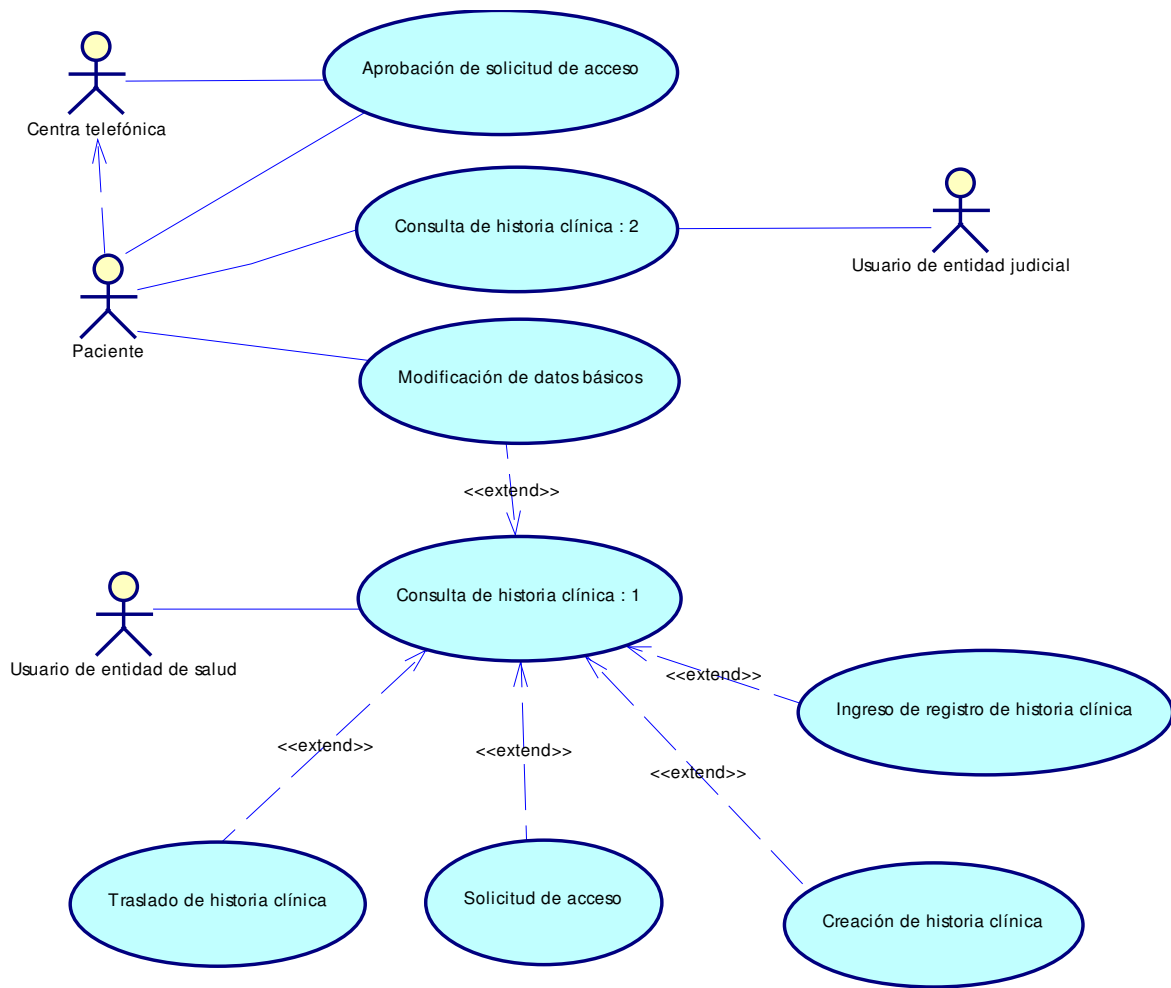 Aprobación de solicitud de acceso
Centra telefónica
Consulta de historia clínica : 2
Usuario de entidad judicial
Paciente
Modificación de datos básicos
<<extend>>
Consulta de historia clínica : 1
Usuario de entidad de salud
<<extend>>
Ingreso de registro de historia clínica
<<extend>>
<<extend>>
<<extend>>
Traslado de historia clínica
Solicitud de acceso
Creación de historia clínica